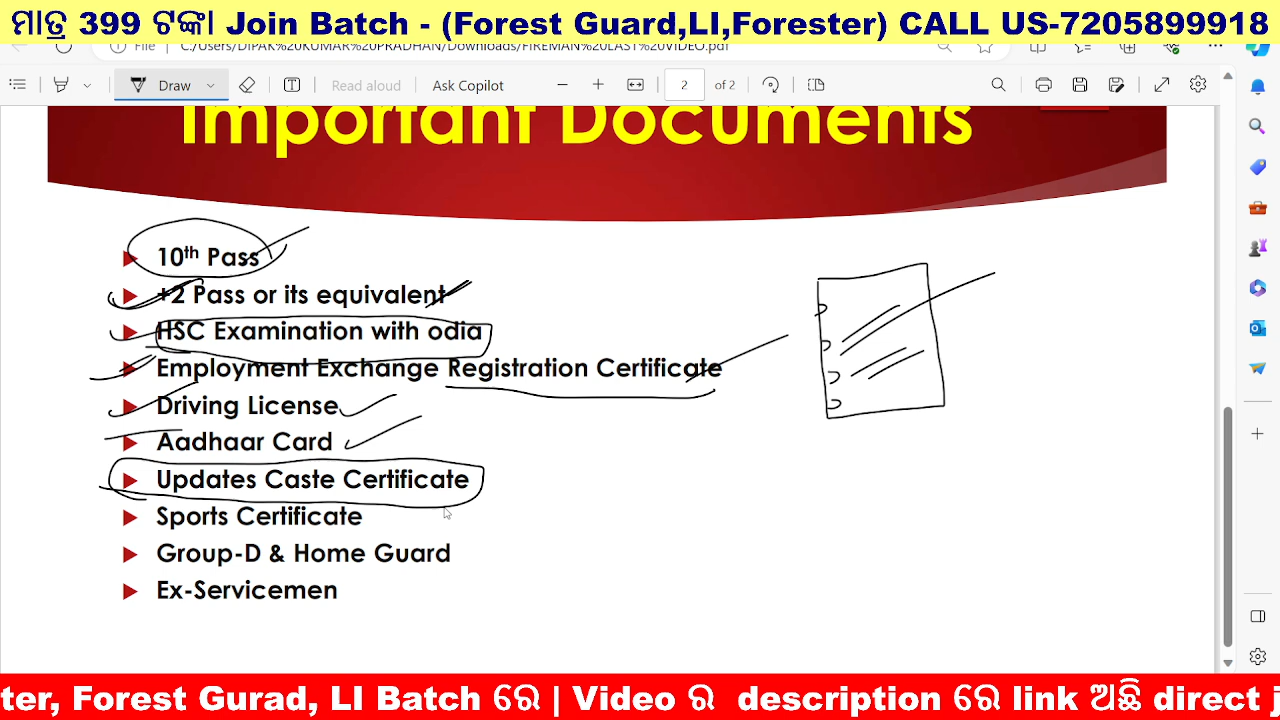 ମାତ୍ର 399 ଟଙ୍କା Join Batch - (Forest Guard,LI,Forester) CALL US-7205899918
File C:/Users/DIPAK%20KUMAR%20PRADHAN/Downloads/FIREMAN%20LAST%20VIDEO.pdf
Draw Read aloud Ask Copilot 2 of 2
Important Documents
10th Pass
+2 Pass or its equivalent
HSC Examination with odia
Employment Exchange Registration Certificate
Driving License
Aadhaar Card
Updates Caste Certificate
Sports Certificate
Group-D & Home Guard
Ex-Servicemen
ter, Forest Gurad, LI Batch ରେ | Video ର description ରେ link ଅଛି direct j